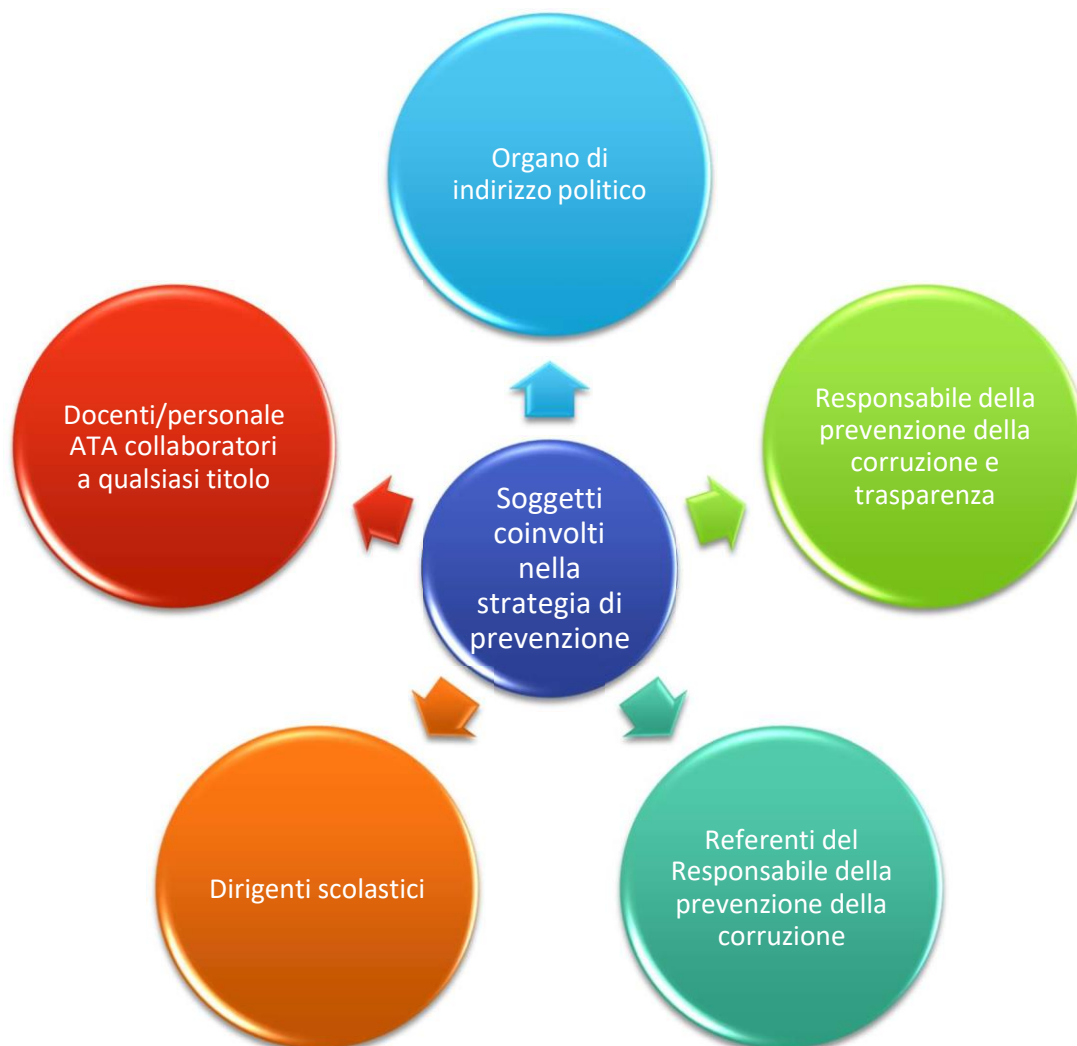 Organo di
indirizzo politico
Docenti/personale
ATA collaboratori
a qualsiasi titolo
Responsabile della
prevenzione della
corruzione e
trasparenza
Soggetti
coinvolti
nella
strategia di
prevenzione
Dirigenti scolastici
Referenti del
Responsabile della
prevenzione della
corruzione